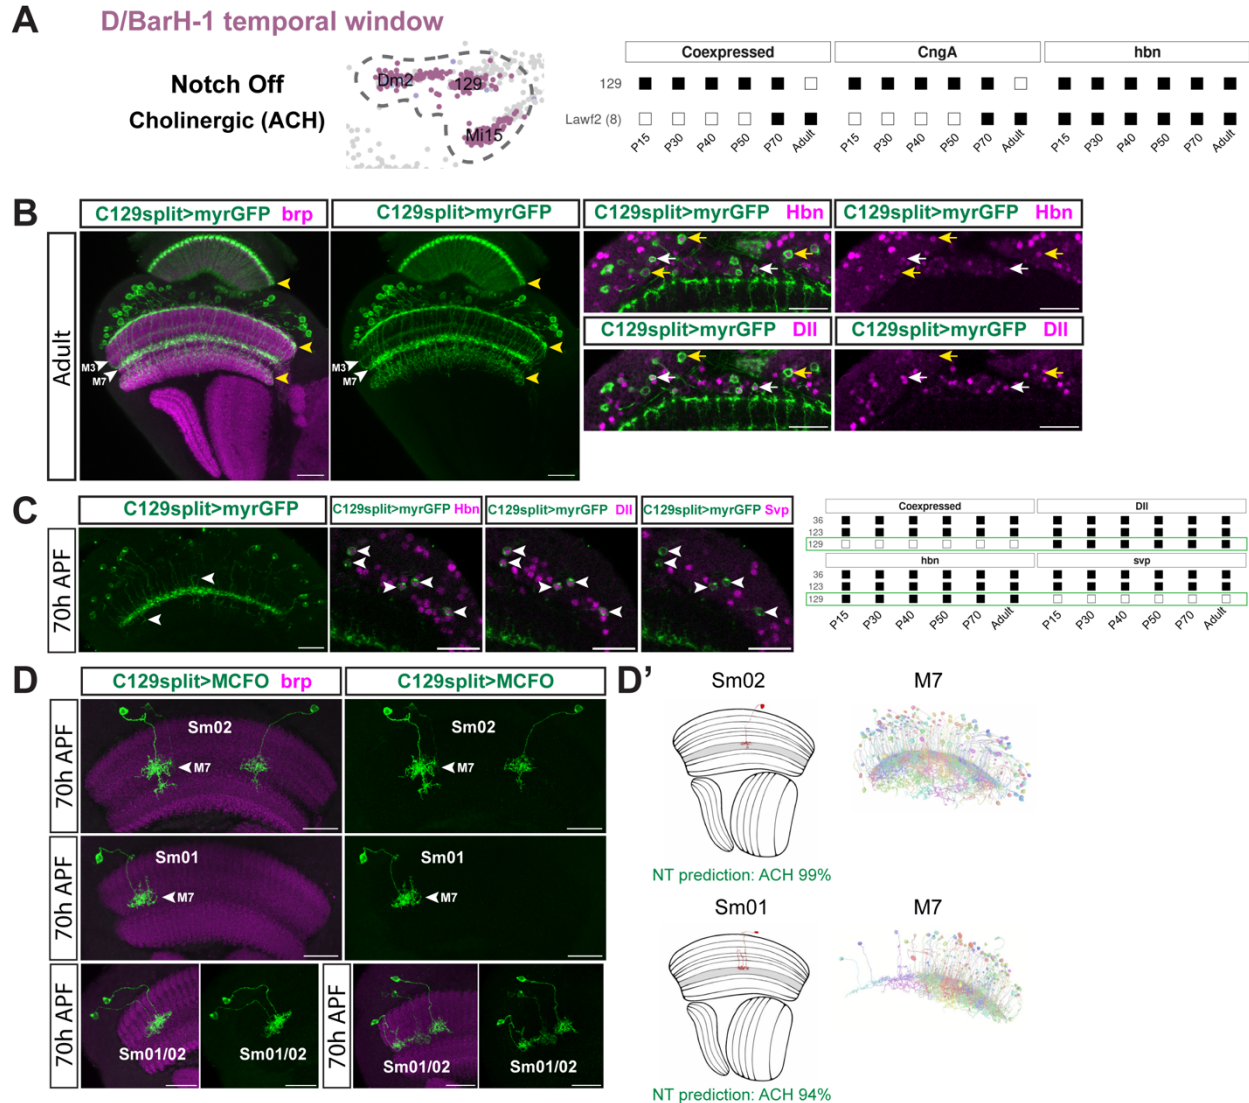 A
D/BarH-1 temporal window
Notch Off
Cholinergic (ACH)
Dm2
129
Mi15
Coexpressed
CngA
hbn
129
Lawf2 (8)
P15
P30
P40
P50
P70
Adult
P15
P30
P40
P50
P70
Adult
P15
P30
P40
P50
P70
Adult
B
Adult
C129split>myrGFP brp
C129split>myrGFP
C129split>myrGFP Hbn
C129split>myrGFP Hbn
C129split>myrGFP Dll
C129split>myrGFP Dll
M3
M7
M3
M7
C
70h APF
C129split>myrGFP
C129split>myrGFP Hbn
C129split>myrGFP Dll
C129split>myrGFP Svp
Coexpressed
Dll
36
123
129
hbn
svp
36
123
129
P15
P30
P40
P50
P70
Adult
P15
P30
P40
P50
P70
Adult
D
C129split>MCFO brp
C129split>MCFO
70h APF
Sm02
M7
Sm02
M7
70h APF
Sm01
M7
Sm01
M7
70h APF
Sm01/02
Sm01/02
70h APF
Sm01/02
Sm01/02
D'
Sm02
M7
NT prediction: ACH 99%
Sm01
M7
NT prediction: ACH 94%